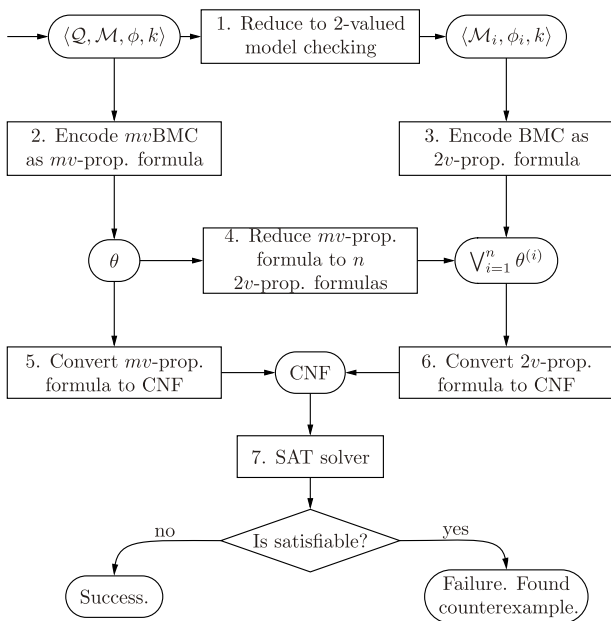 ⟨𝒬, ℳ, ϕ, k⟩
1. Reduce to 2-valued
model checking
⟨ℳᵢ, ϕᵢ, k⟩
2. Encode mvBMC
as mv-prop. formula
3. Encode BMC as
2v-prop. formula
θ
4. Reduce mv-prop.
formula to n
2v-prop. formulas
⋁ⁿᵢ₌₁ θ⁽ⁱ⁾
5. Convert mv-prop.
formula to CNF
CNF
6. Convert 2v-prop.
formula to CNF
7. SAT solver
no
Is satisfiable?
yes
Success.
Failure. Found
counterexample.